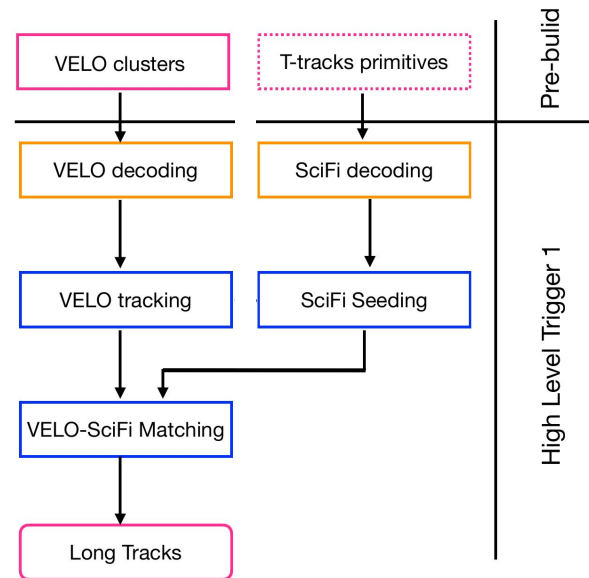 VELO clusters
T-tracks primitives
Pre-bulid
VELO decoding
SciFi decoding
VELO tracking
SciFi Seeding
High Level Trigger 1
VELO-SciFi Matching
Long Tracks